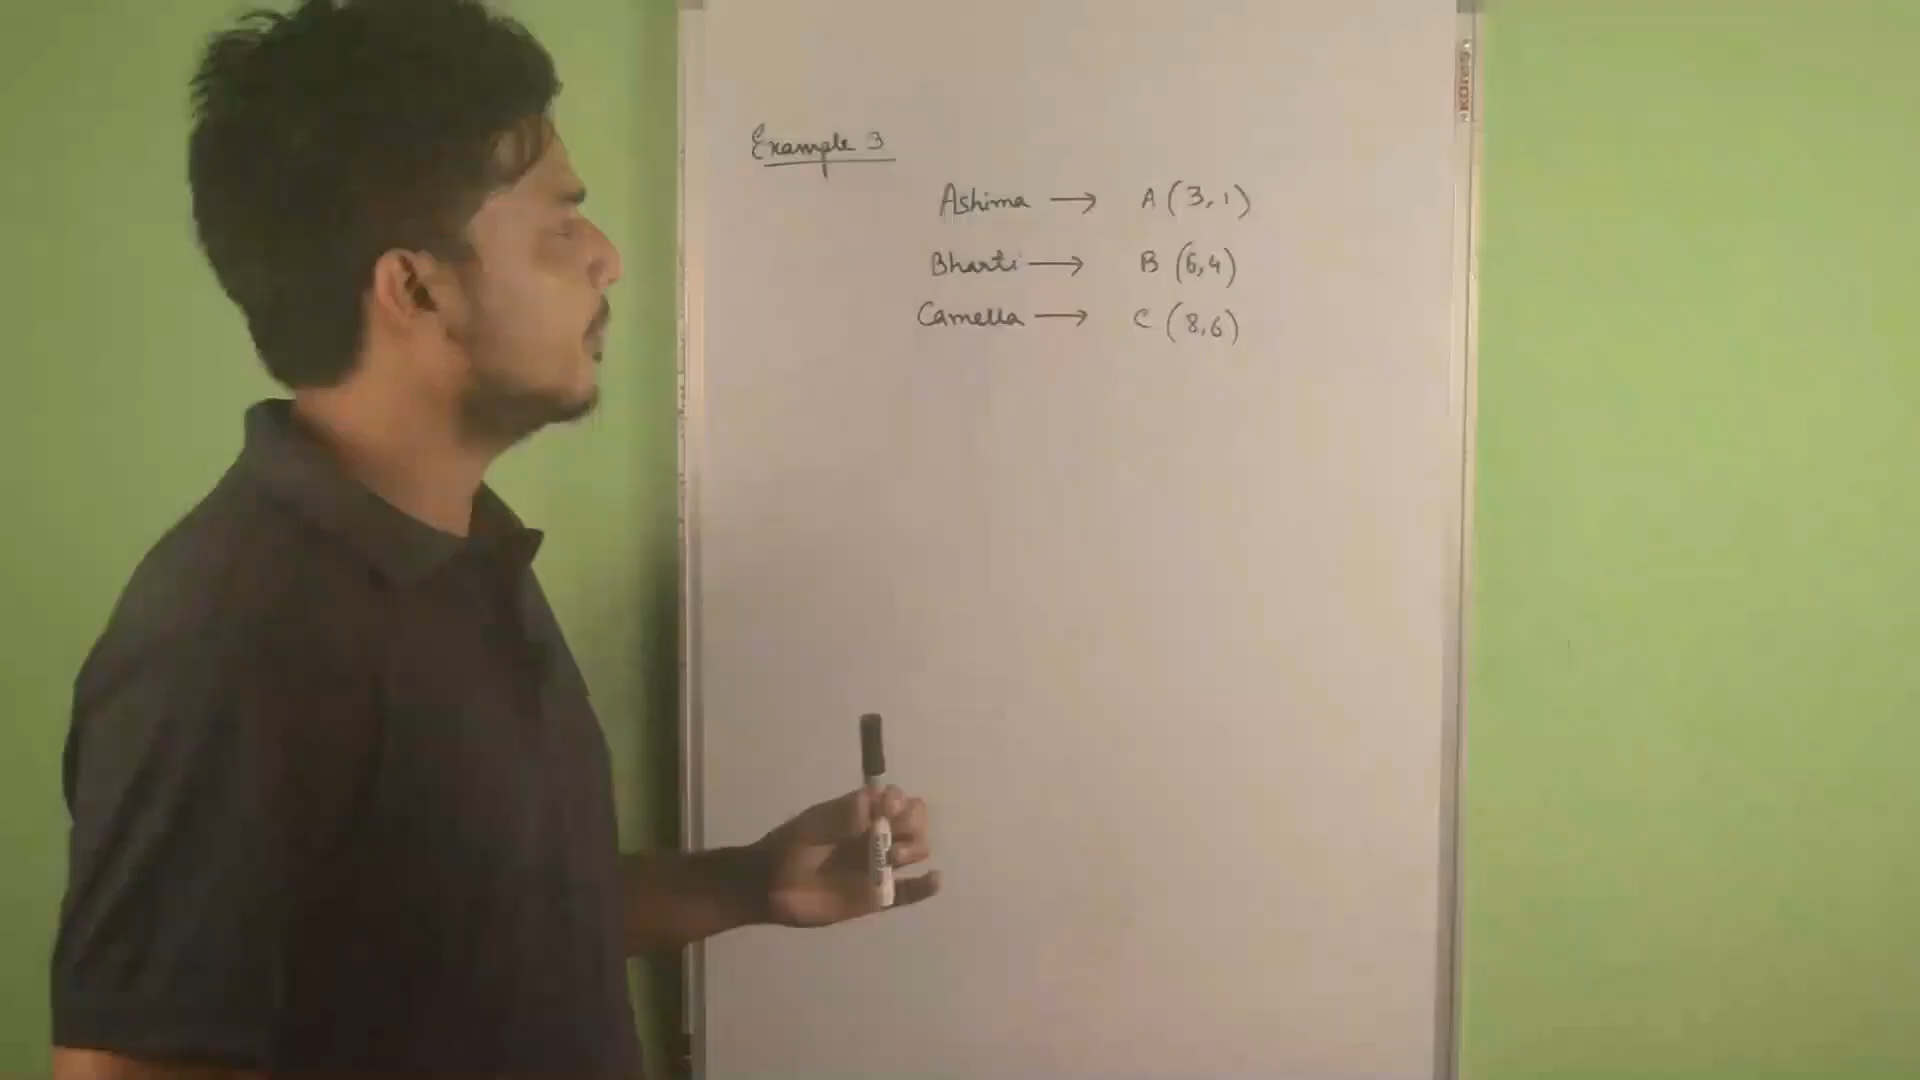 Example 3
Ashima → A (3, 1)
Bharti → B (6, 4)
Camella → C (8, 6)